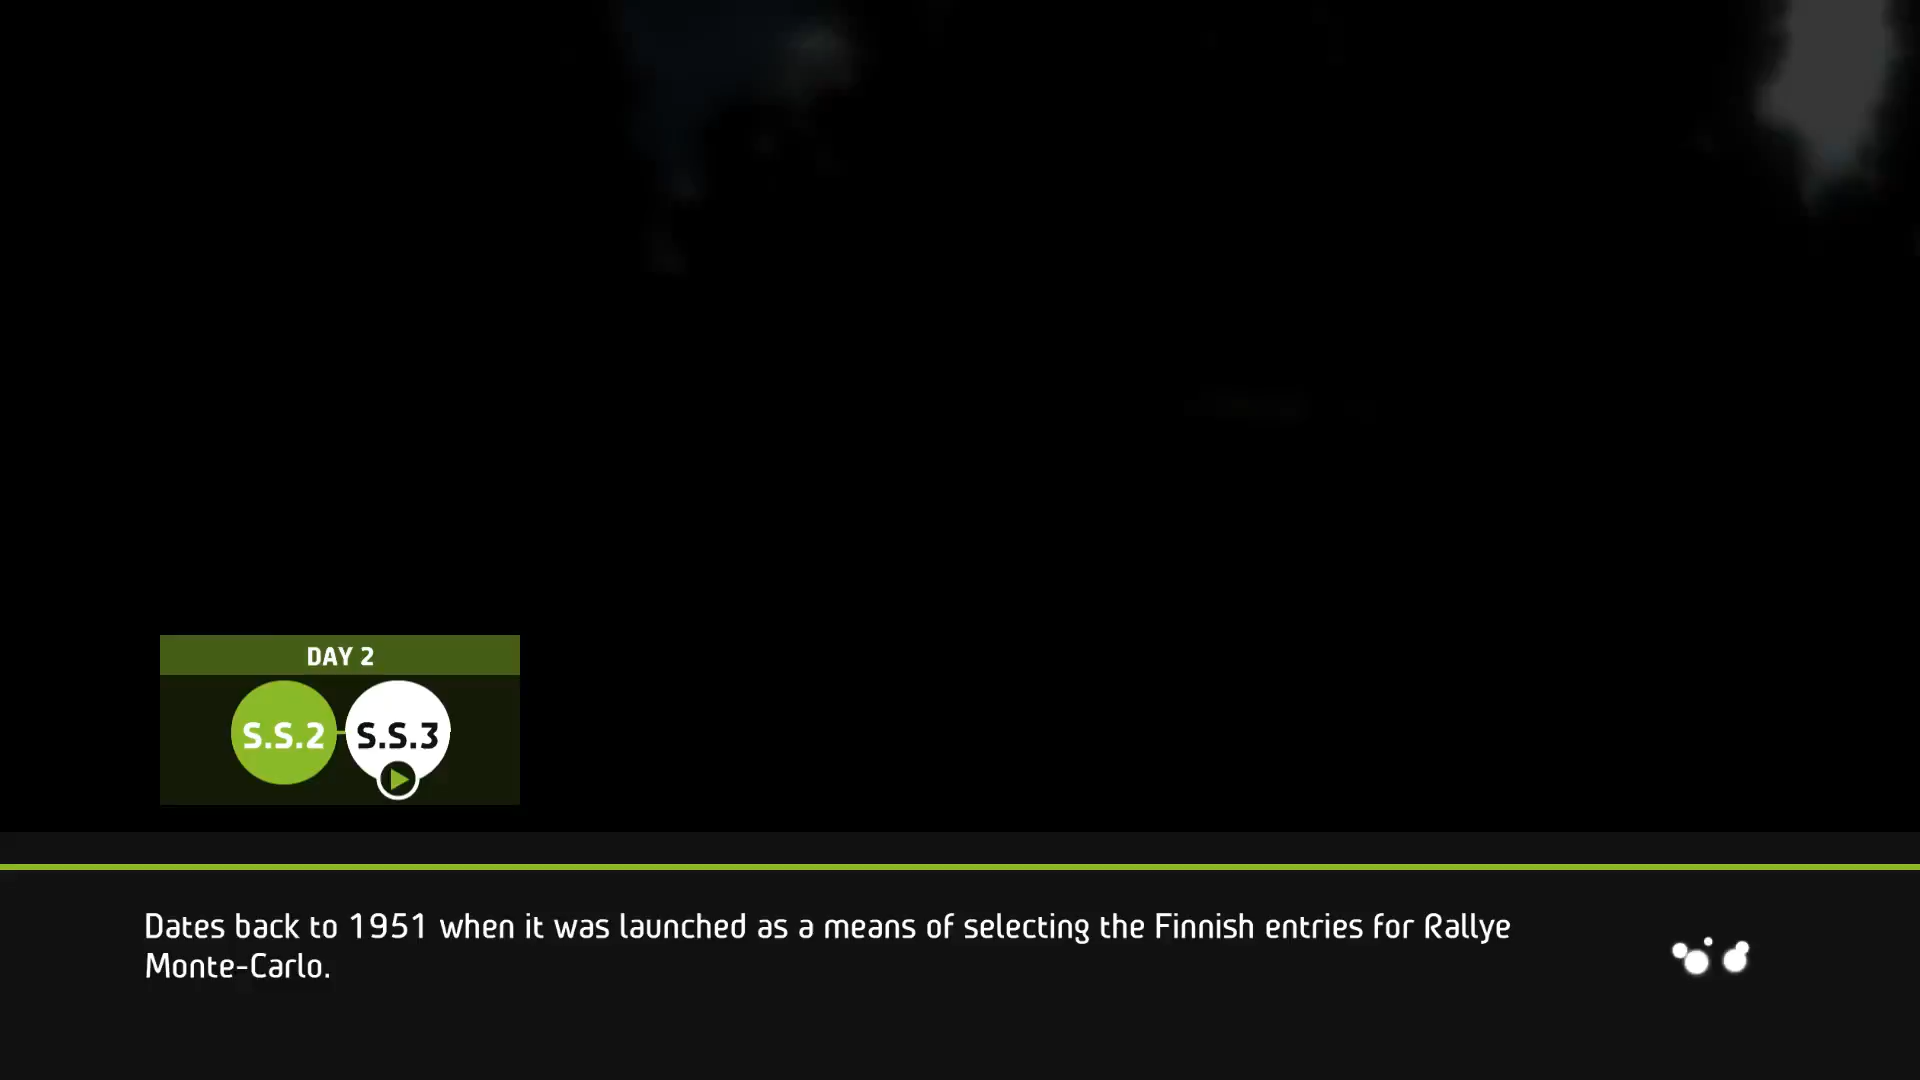 DAY 2
S.S.2 S.S.3
Dates back to 1951 when it was launched as a means of selecting the Finnish entries for Rallye
Monte-Carlo.